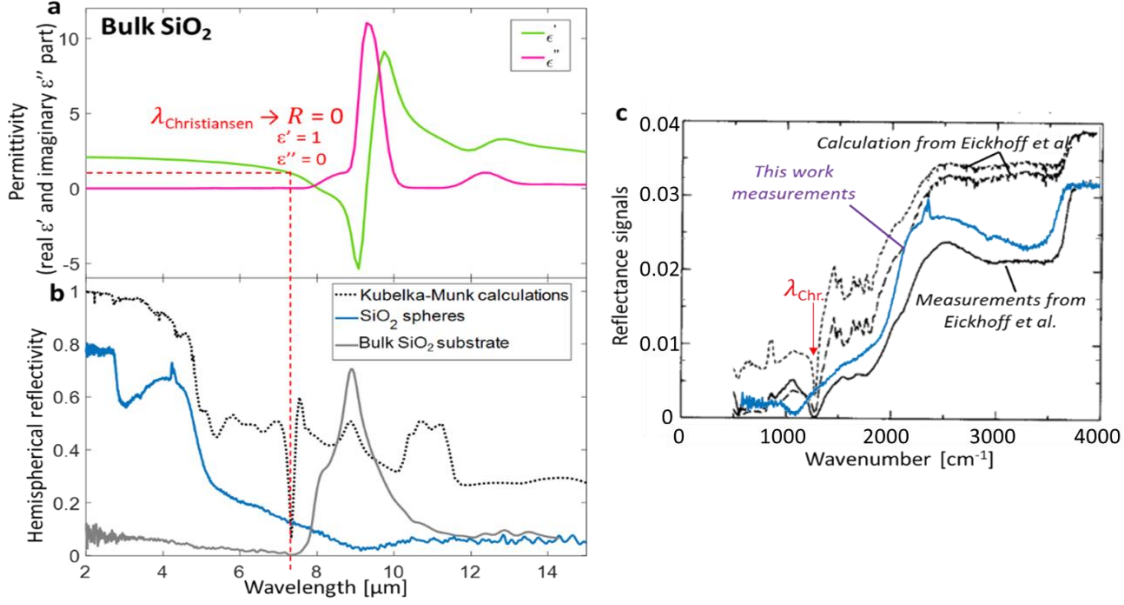 a
Bulk SiO₂
10
5
0
-5
Permittivity
(real ε' and imaginary ε'' part)
ϵ'
ϵ''
λChristiansen → R = 0
ε' = 1
ε'' = 0
b
Kubelka-Munk calculations
SiO₂ spheres
Bulk SiO₂ substrate
1
0.8
0.6
0.4
0.2
0
Hemispherical reflectivity
2 4 6 8 10 12 14
Wavelength [µm]
c
0.04
0.03
0.02
0.01
0
Reflectance signals
Calculation from Eickhoff et al
This work
measurements
λChr.
Measurements from
Eickhoff et al.
0 1000 2000 3000 4000
Wavenumber [cm⁻¹]